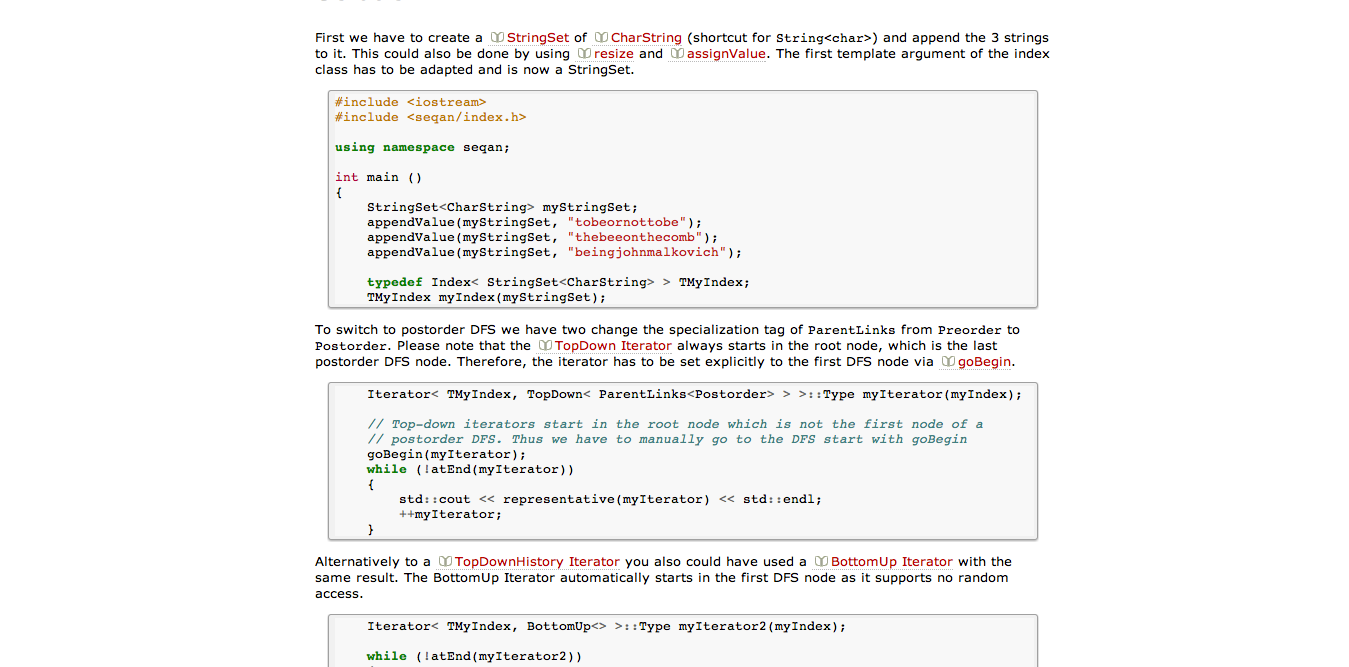 First we have to create a StringSet of CharString (shortcut for String<char>) and append the 3 strings
to it. This could also be done by using resize and assignValue. The first template argument of the index
class has to be adapted and is now a StringSet.
#include <iostream>
#include <seqan/index.h>
using namespace seqan;
int main ()
{
StringSet<CharString> myStringSet;
appendValue(myStringSet, "tobeornottobe");
appendValue(myStringSet, "thebeeonthecomb");
appendValue(myStringSet, "beingjohnmalkovich");
typedef Index< StringSet<CharString> > TMyIndex;
TMyIndex myIndex(myStringSet);
To switch to postorder DFS we have two change the specialization tag of ParentLinks from Preorder to
Postorder. Please note that the TopDown Iterator always starts in the root node, which is the last
postorder DFS node. Therefore, the iterator has to be set explicitly to the first DFS node via goBegin.
Iterator< TMyIndex, TopDown< ParentLinks<Postorder> > >::Type myIterator(myIndex);
// Top-down iterators start in the root node which is not the first node of a
// postorder DFS. Thus we have to manually go to the DFS start with goBegin
goBegin(myIterator);
while (!atEnd(myIterator))
{
std::cout << representative(myIterator) << std::endl;
++myIterator;
}
Alternatively to a TopDownHistory Iterator you also could have used a BottomUp Iterator with the
same result. The BottomUp Iterator automatically starts in the first DFS node as it supports no random
access.
Iterator< TMyIndex, BottomUp<> >::Type myIterator2(myIndex);
while (!atEnd(myIterator2))